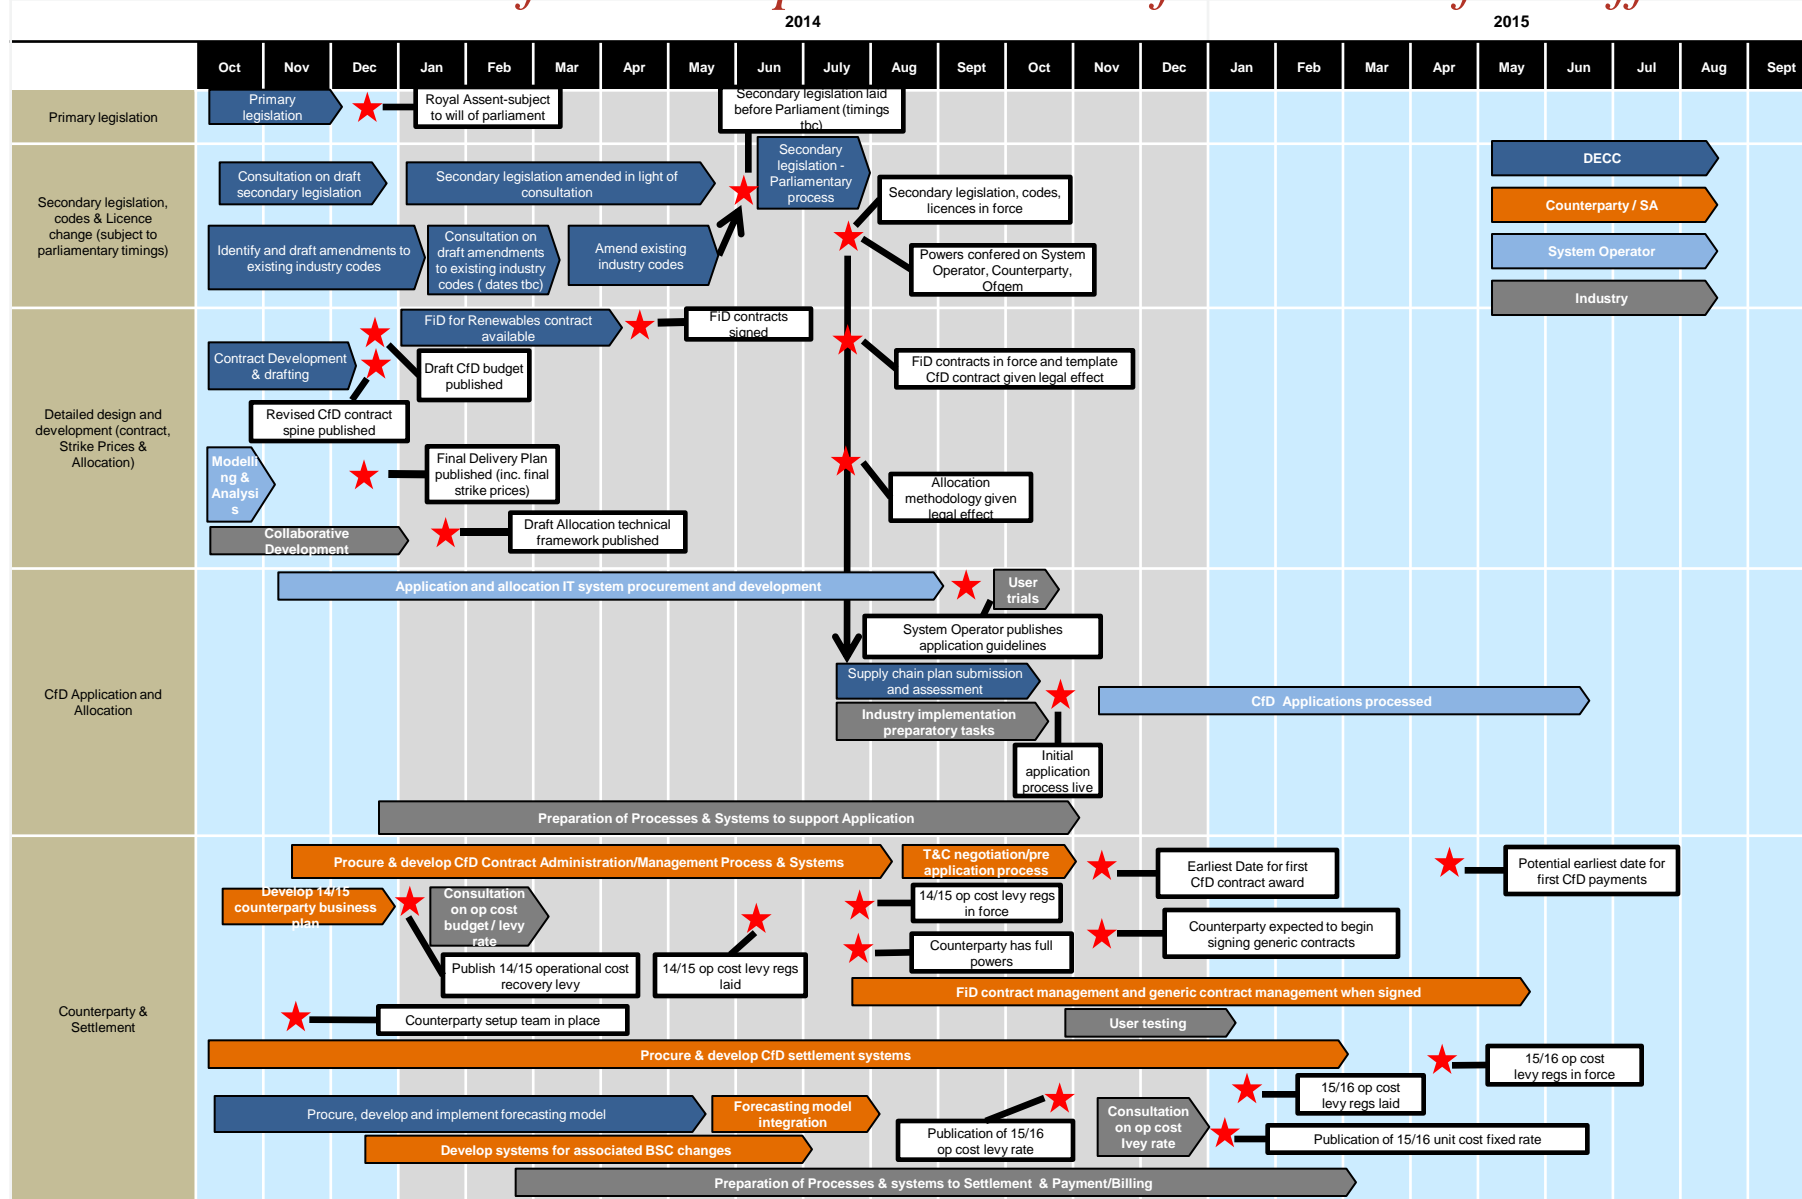 2014
2015
Oct
Nov
Dec
Jan
Feb
Mar
Apr
May
Jun
July
Aug
Sept
Oct
Nov
Dec
Jan
Feb
Mar
Apr
May
Jun
Jul
Aug
Sept
Primary legislation
Primary
legislation
Royal Assent-subject
to will of parliament
Secondary legislation laid
before Parliament (timings
tbc)
Secondary legislation,
codes & Licence
change (subject to
parliamentary timings)
Consultation on draft
secondary legislation
Secondary legislation amended in light of
consultation
Secondary
legislation -
Parliamentary
process
Secondary legislation, codes,
licences in force
Identify and draft amendments to
existing industry codes
Consultation on
draft amendments
to existing industry
codes ( dates tbc)
Amend existing
industry codes
Powers confered on System
Operator, Counterparty,
Ofgem
DECC
Counterparty / SA
System Operator
Industry
Detailed design and
development (contract,
Strike Prices &
Allocation)
FiD for Renewables contract
available
FiD contracts
signed
Contract Development
& drafting
Draft CfD budget
published
FiD contracts in force and template
CfD contract given legal effect
Revised CfD contract
spine published
Modelli
ng &
Analysi
s
Final Delivery Plan
published (inc. final
strike prices)
Allocation
methodology given
legal effect
Collaborative
Development
Draft Allocation technical
framework published
CfD Application and
Allocation
Application and allocation IT system procurement and development
User
trials
System Operator publishes
application guidelines
Supply chain plan submission
and assessment
CfD  Applications processed
Industry implementation
preparatory tasks
Initial
application
process live
Preparation of Processes & Systems to support Application
Counterparty &
Settlement
Procure & develop CfD Contract Administration/Management Process & Systems
T&C negotiation/pre
application process
Earliest Date for first
CfD contract award
Potential earliest date for
first CfD payments
Develop 14/15
counterparty business
plan
Consultation
on op cost
budget / levy
rate
14/15 op cost levy regs
in force
Counterparty expected to begin
signing generic contracts
Counterparty has full
powers
Publish 14/15 operational cost
recovery levy
14/15 op cost levy regs
laid
FiD contract management and generic contract management when signed
Counterparty setup team in place
User testing
Procure & develop CfD settlement systems
15/16 op cost
levy regs in force
15/16 op cost
levy regs laid
Procure, develop and implement forecasting model
Forecasting model
integration
Publication of 15/16
op cost levy rate
Consultation
on op cost
lvey rate
Publication of 15/16 unit cost fixed rate
Develop systems for associated BSC changes
Preparation of Processes & systems to Settlement  & Payment/Billing